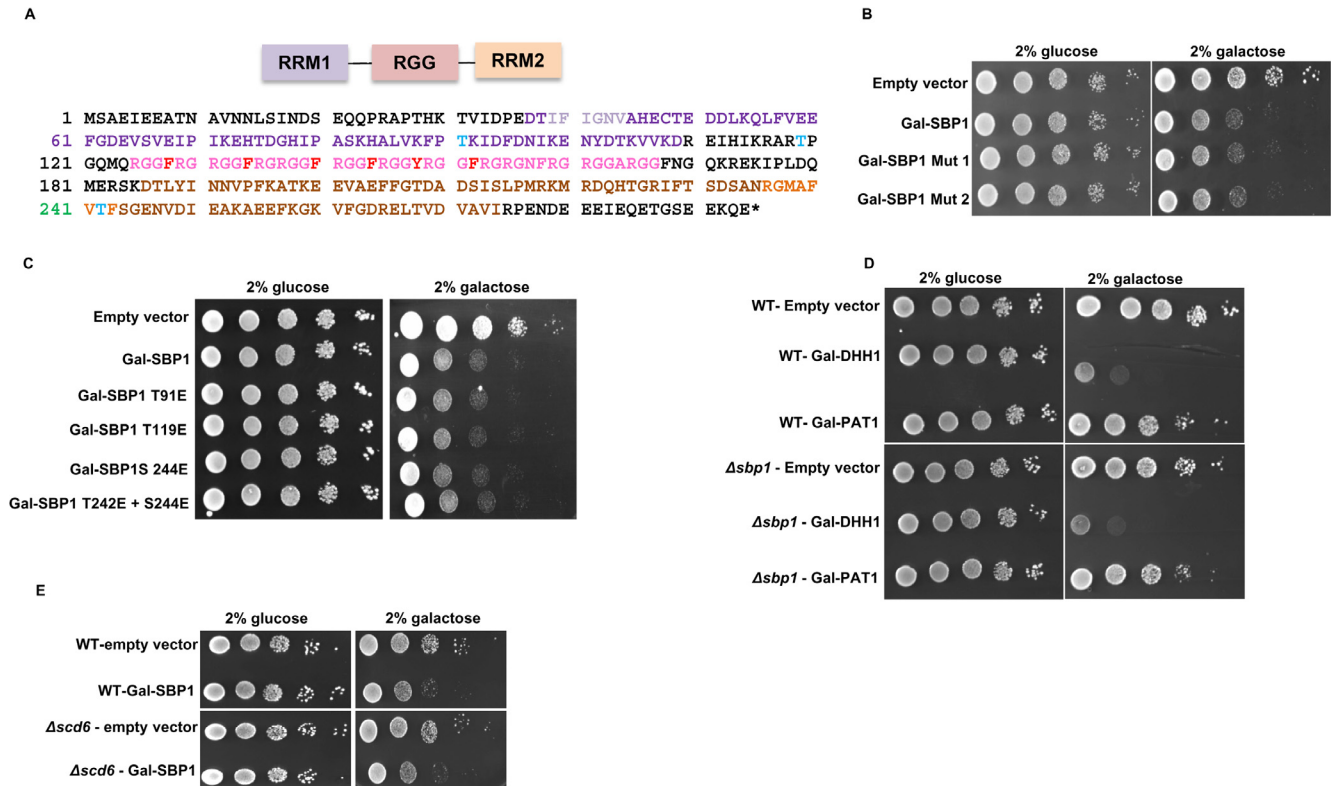 A
RRM1 RGG RRM2
1 MSAEIEEATN AVNNLSINDS EQQPRAPTHK TVIDPEDTIF IGNVAHECTE DDLKQLFVEE
61 FGDEVSVEIP IKEHTDGHIP ASKHALVKFP TKIDFDNIKE NYDTKVVKDR EIHIKRARTP
121 GQMQRGGFRG RGGFRGRGGF RGGFRGGYRG GFRGRGNFRG RGGARGGFNG QKREKIPLDQ
181 MERSKDTLYI NNVPFKATKE EVAEFFGTDA DSISLPMRKM RDQHTGRIFT SDSANRGMAF
241 VTFSGENVDI EAKAEEFKGK VFGDRELTVD VAVIRPENDE EEIEQETGSE EKQE*
B
2% glucose 2% galactose
Empty vector
Gal-SBP1
Gal-SBP1 Mut 1
Gal-SBP1 Mut 2
C
2% glucose 2% galactose
Empty vector
Gal-SBP1
Gal-SBP1 T91E
Gal-SBP1 T119E
Gal-SBP1S 244E
Gal-SBP1 T242E + S244E
D
2% glucose 2% galactose
WT- Empty vector
WT- Gal-DHH1
WT- Gal-PAT1
Δsbp1 - Empty vector
Δsbp1 - Gal-DHH1
Δsbp1 - Gal-PAT1
E
2% glucose 2% galactose
WT-empty vector
WT-Gal-SBP1
Δscd6 - empty vector
Δscd6 - Gal-SBP1